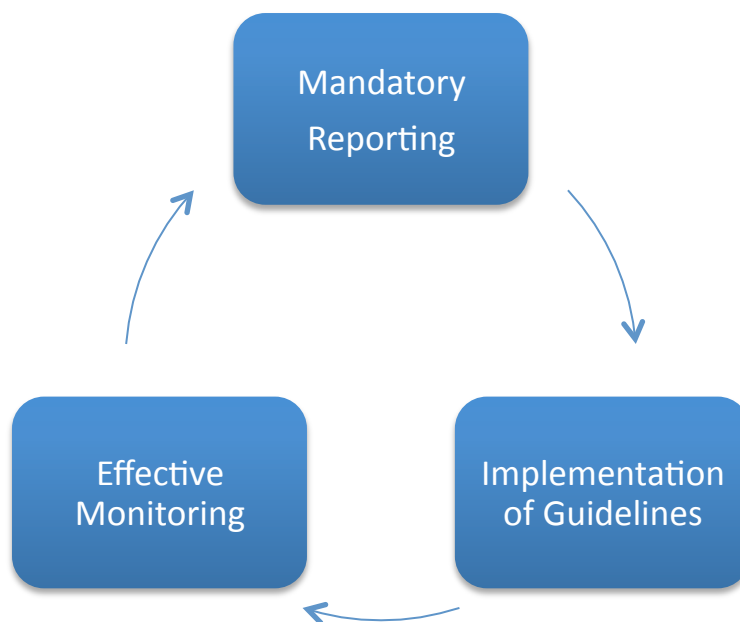 Mandatory
Reporting
Effective
Monitoring
Implementation
of Guidelines